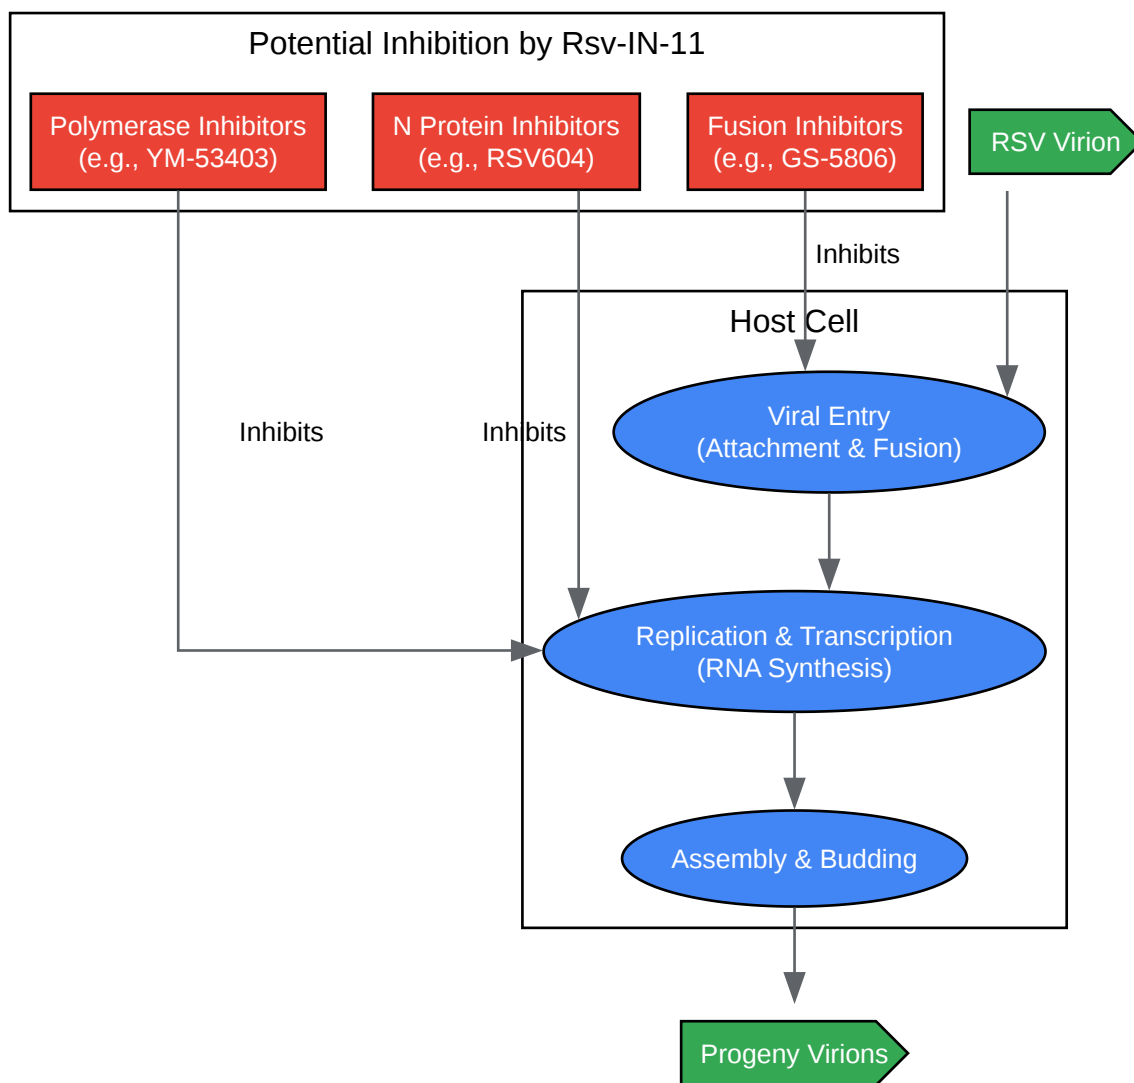 Potential Inhibition by Rsv-IN-11
Polymerase Inhibitors
(e.g., YM-53403)
N Protein Inhibitors
(e.g., RSV604)
Fusion Inhibitors
(e.g., GS-5806)
RSV Virion
Inhibits
Host Cell
Viral Entry
(Attachment & Fusion)
Inhibits
Inhibits
Replication & Transcription
(RNA Synthesis)
Assembly & Budding
Progeny Virions